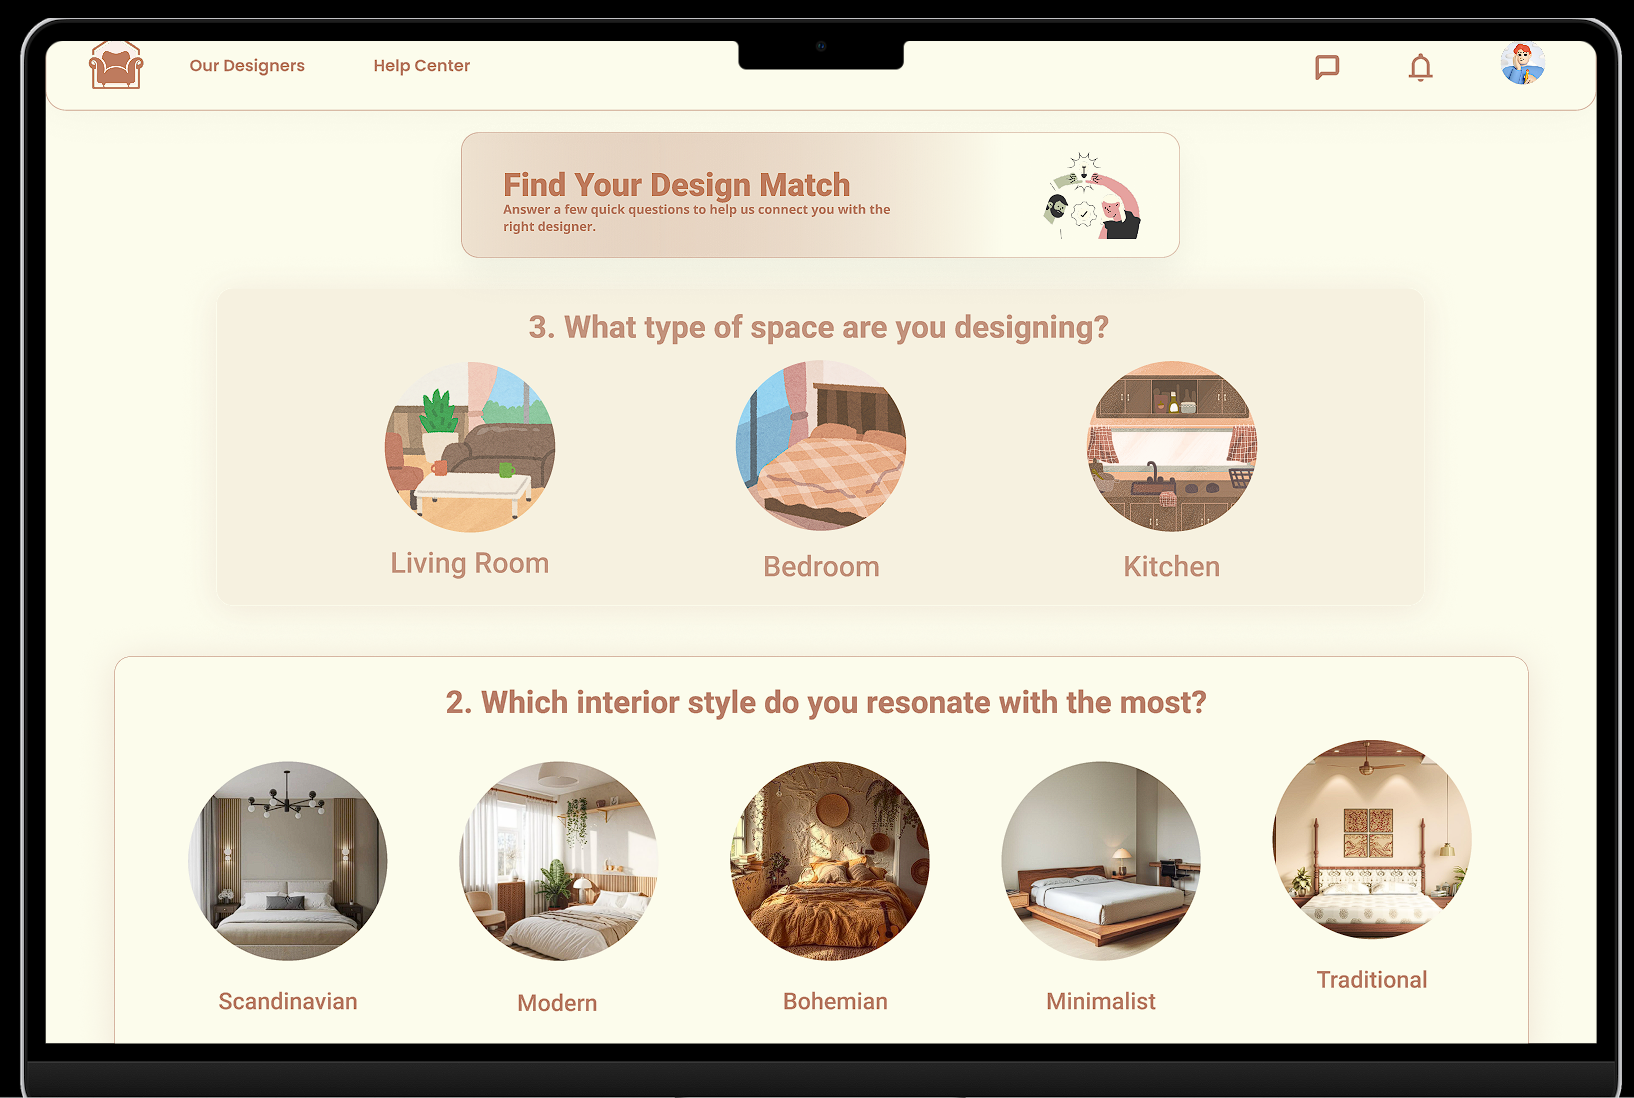 Our Designers
Help Center
Find Your Design Match
Answer a few quick questions to help us connect you with the
right designer.
3. What type of space are you designing?
Living Room
Bedroom
Kitchen
2. Which interior style do you resonate with the most?
Scandinavian
Modern
Bohemian
Minimalist
Traditional